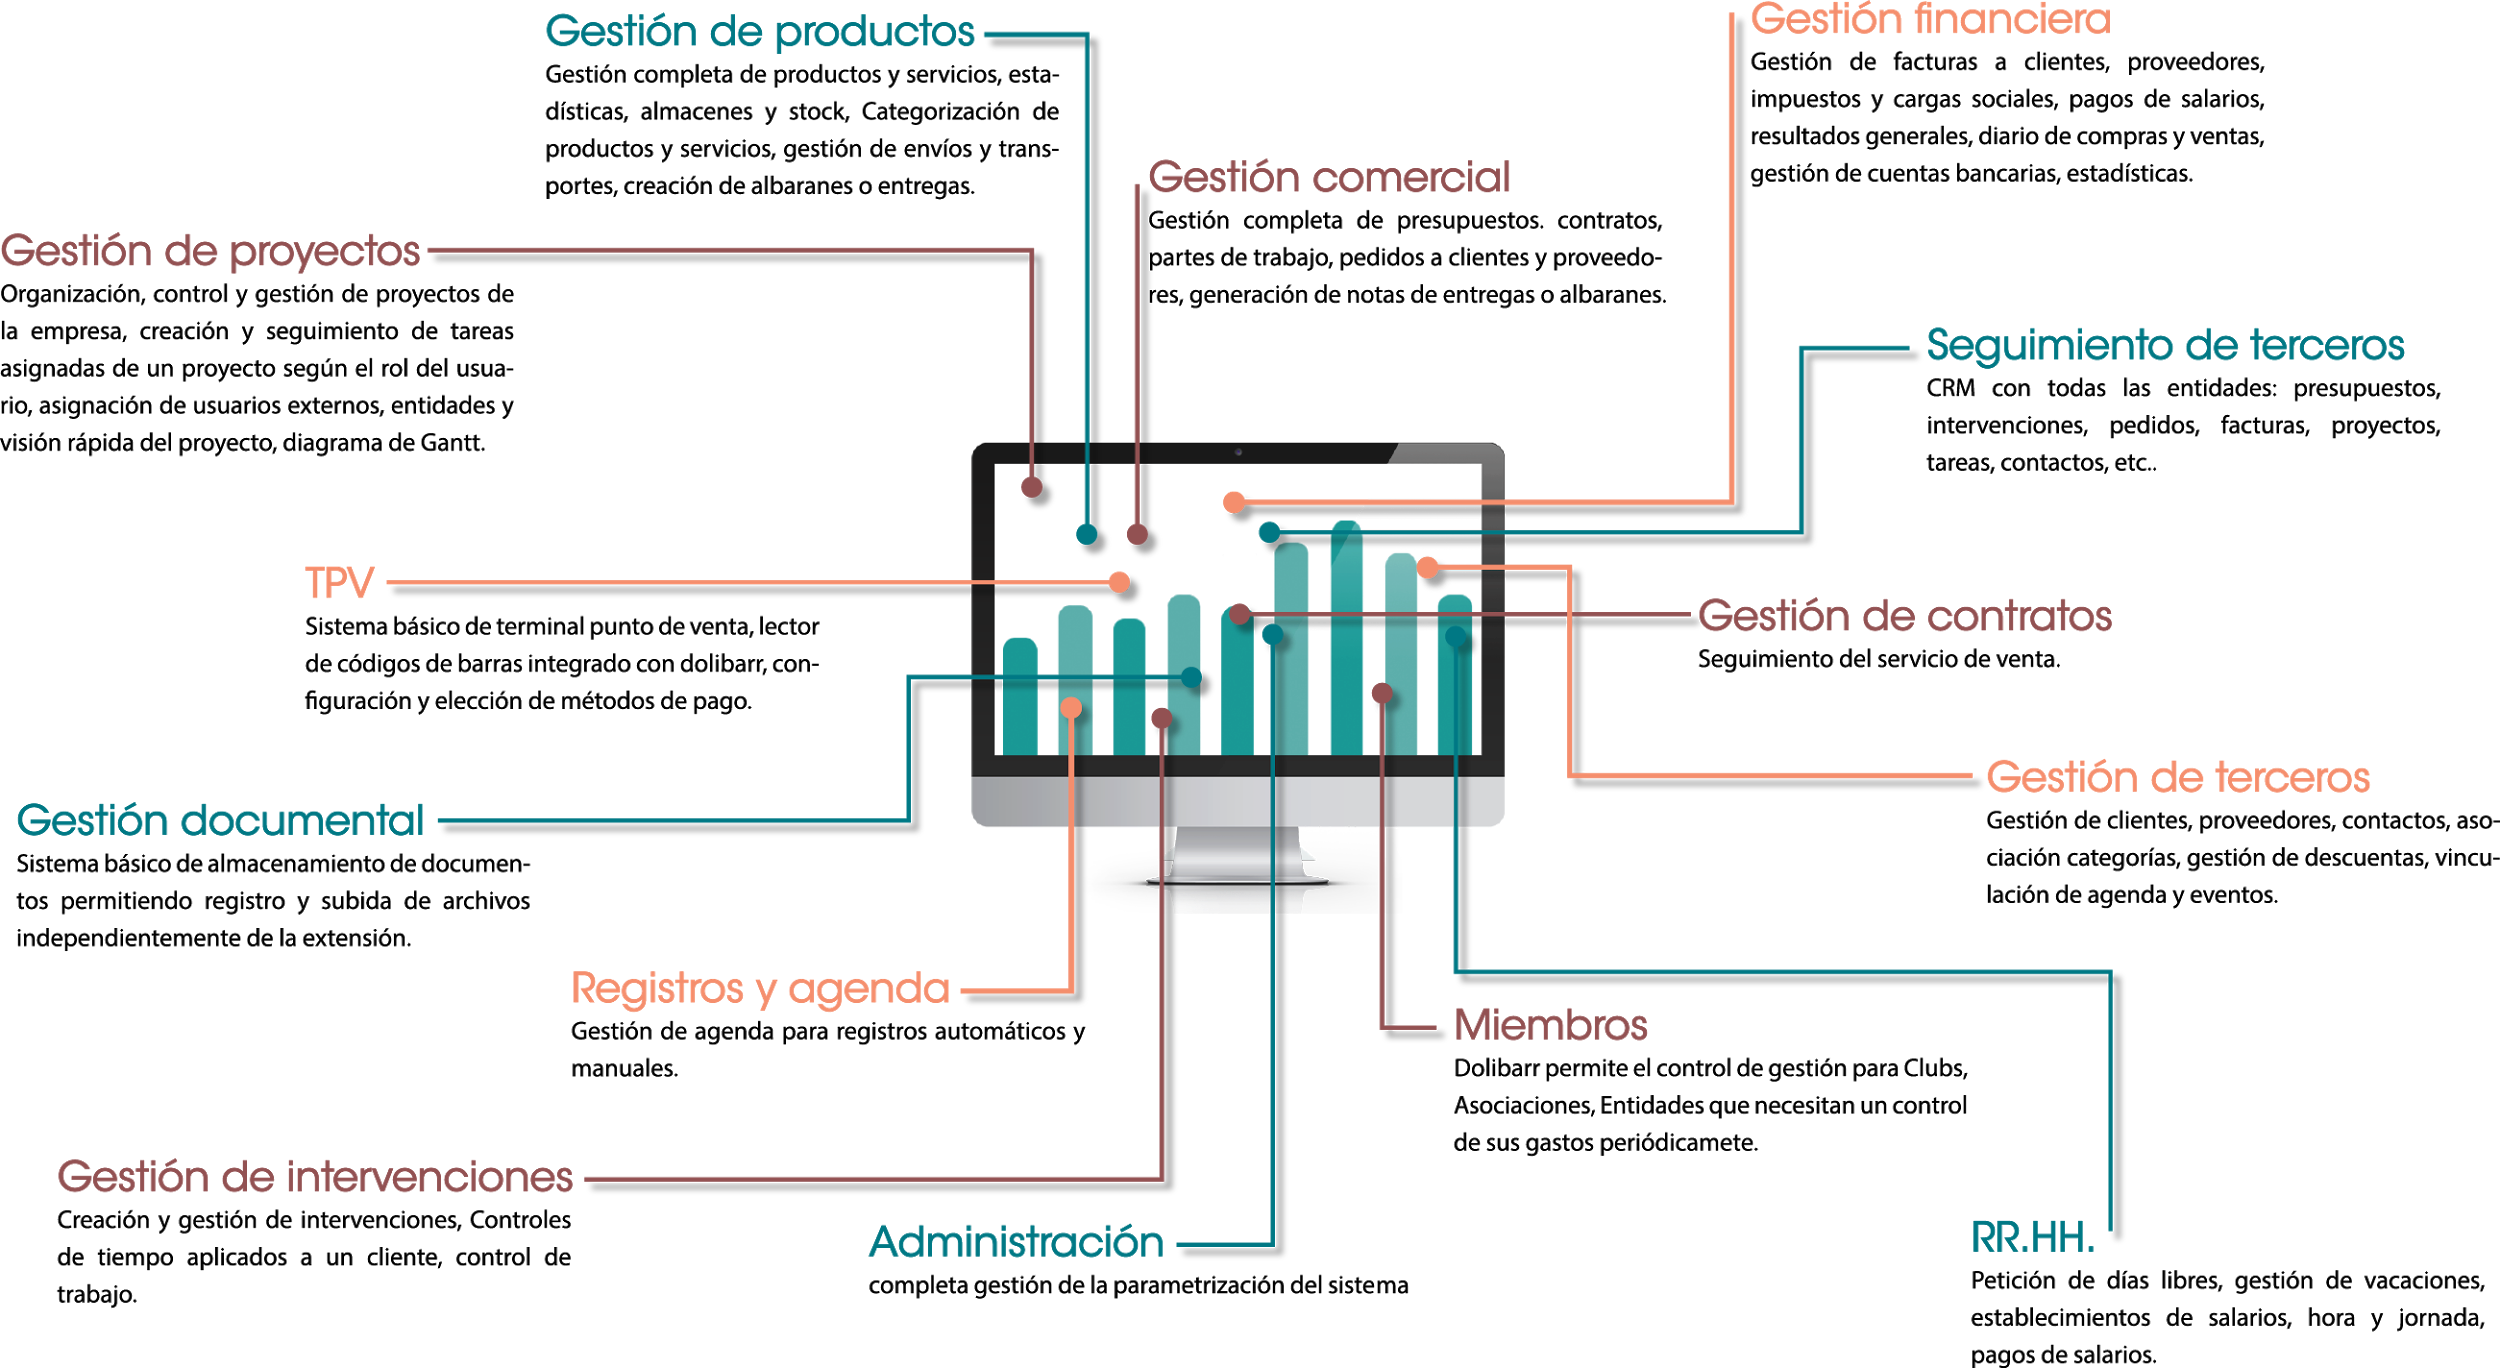 Gestión de productos
Gestión completa de productos y servicios, esta-
dísticas, almacenes y stock, Categorización de
productos y servicios, gestión de envíos y trans-
portes, creación de albaranes o entregas.
Gestión financiera
Gestión de facturas a clientes, proveedores,
impuestos y cargas sociales, pagos de salarios,
resultados generales, diario de compras y ventas,
gestión de cuentas bancarias, estadísticas.
Gestión comercial
Gestión completa de presupuestos. contratos,
partes de trabajo, pedidos a clientes y proveedo-
res, generación de notas de entregas o albaranes.
Gestión de proyectos
Organización, control y gestión de proyectos de
la empresa, creación y seguimiento de tareas
asignadas de un proyecto según el rol del usua-
rio, asignación de usuarios externos, entidades y
visión rápida del proyecto, diagrama de Gantt.
Seguimiento de terceros
CRM con todas las entidades: presupuestos,
intervenciones, pedidos, facturas, proyectos,
tareas, contactos, etc..
TPV
Sistema básico de terminal punto de venta, lector
de códigos de barras integrado con dolibarr, con-
figuración y elección de métodos de pago.
Gestión de contratos
Seguimiento del servicio de venta.
Gestión de terceros
Gestión de clientes, proveedores, contactos, aso-
ciación categorías, gestión de descuentas, vincu-
lación de agenda y eventos.
Gestión documental
Sistema básico de almacenamiento de documen-
tos permitiendo registro y subida de archivos
independientemente de la extensión.
Registros y agenda
Gestión de agenda para registros automáticos y
manuales.
Miembros
Dolibarr permite el control de gestión para Clubs,
Asociaciones, Entidades que necesitan un control
de sus gastos periódicamete.
Gestión de intervenciones
Creación y gestión de intervenciones, Controles
de tiempo aplicados a un cliente, control de
trabajo.
Administración
completa gestión de la parametrización del sistema
RR.HH.
Petición de días libres, gestión de vacaciones,
establecimientos de salarios, hora y jornada,
pagos de salarios.